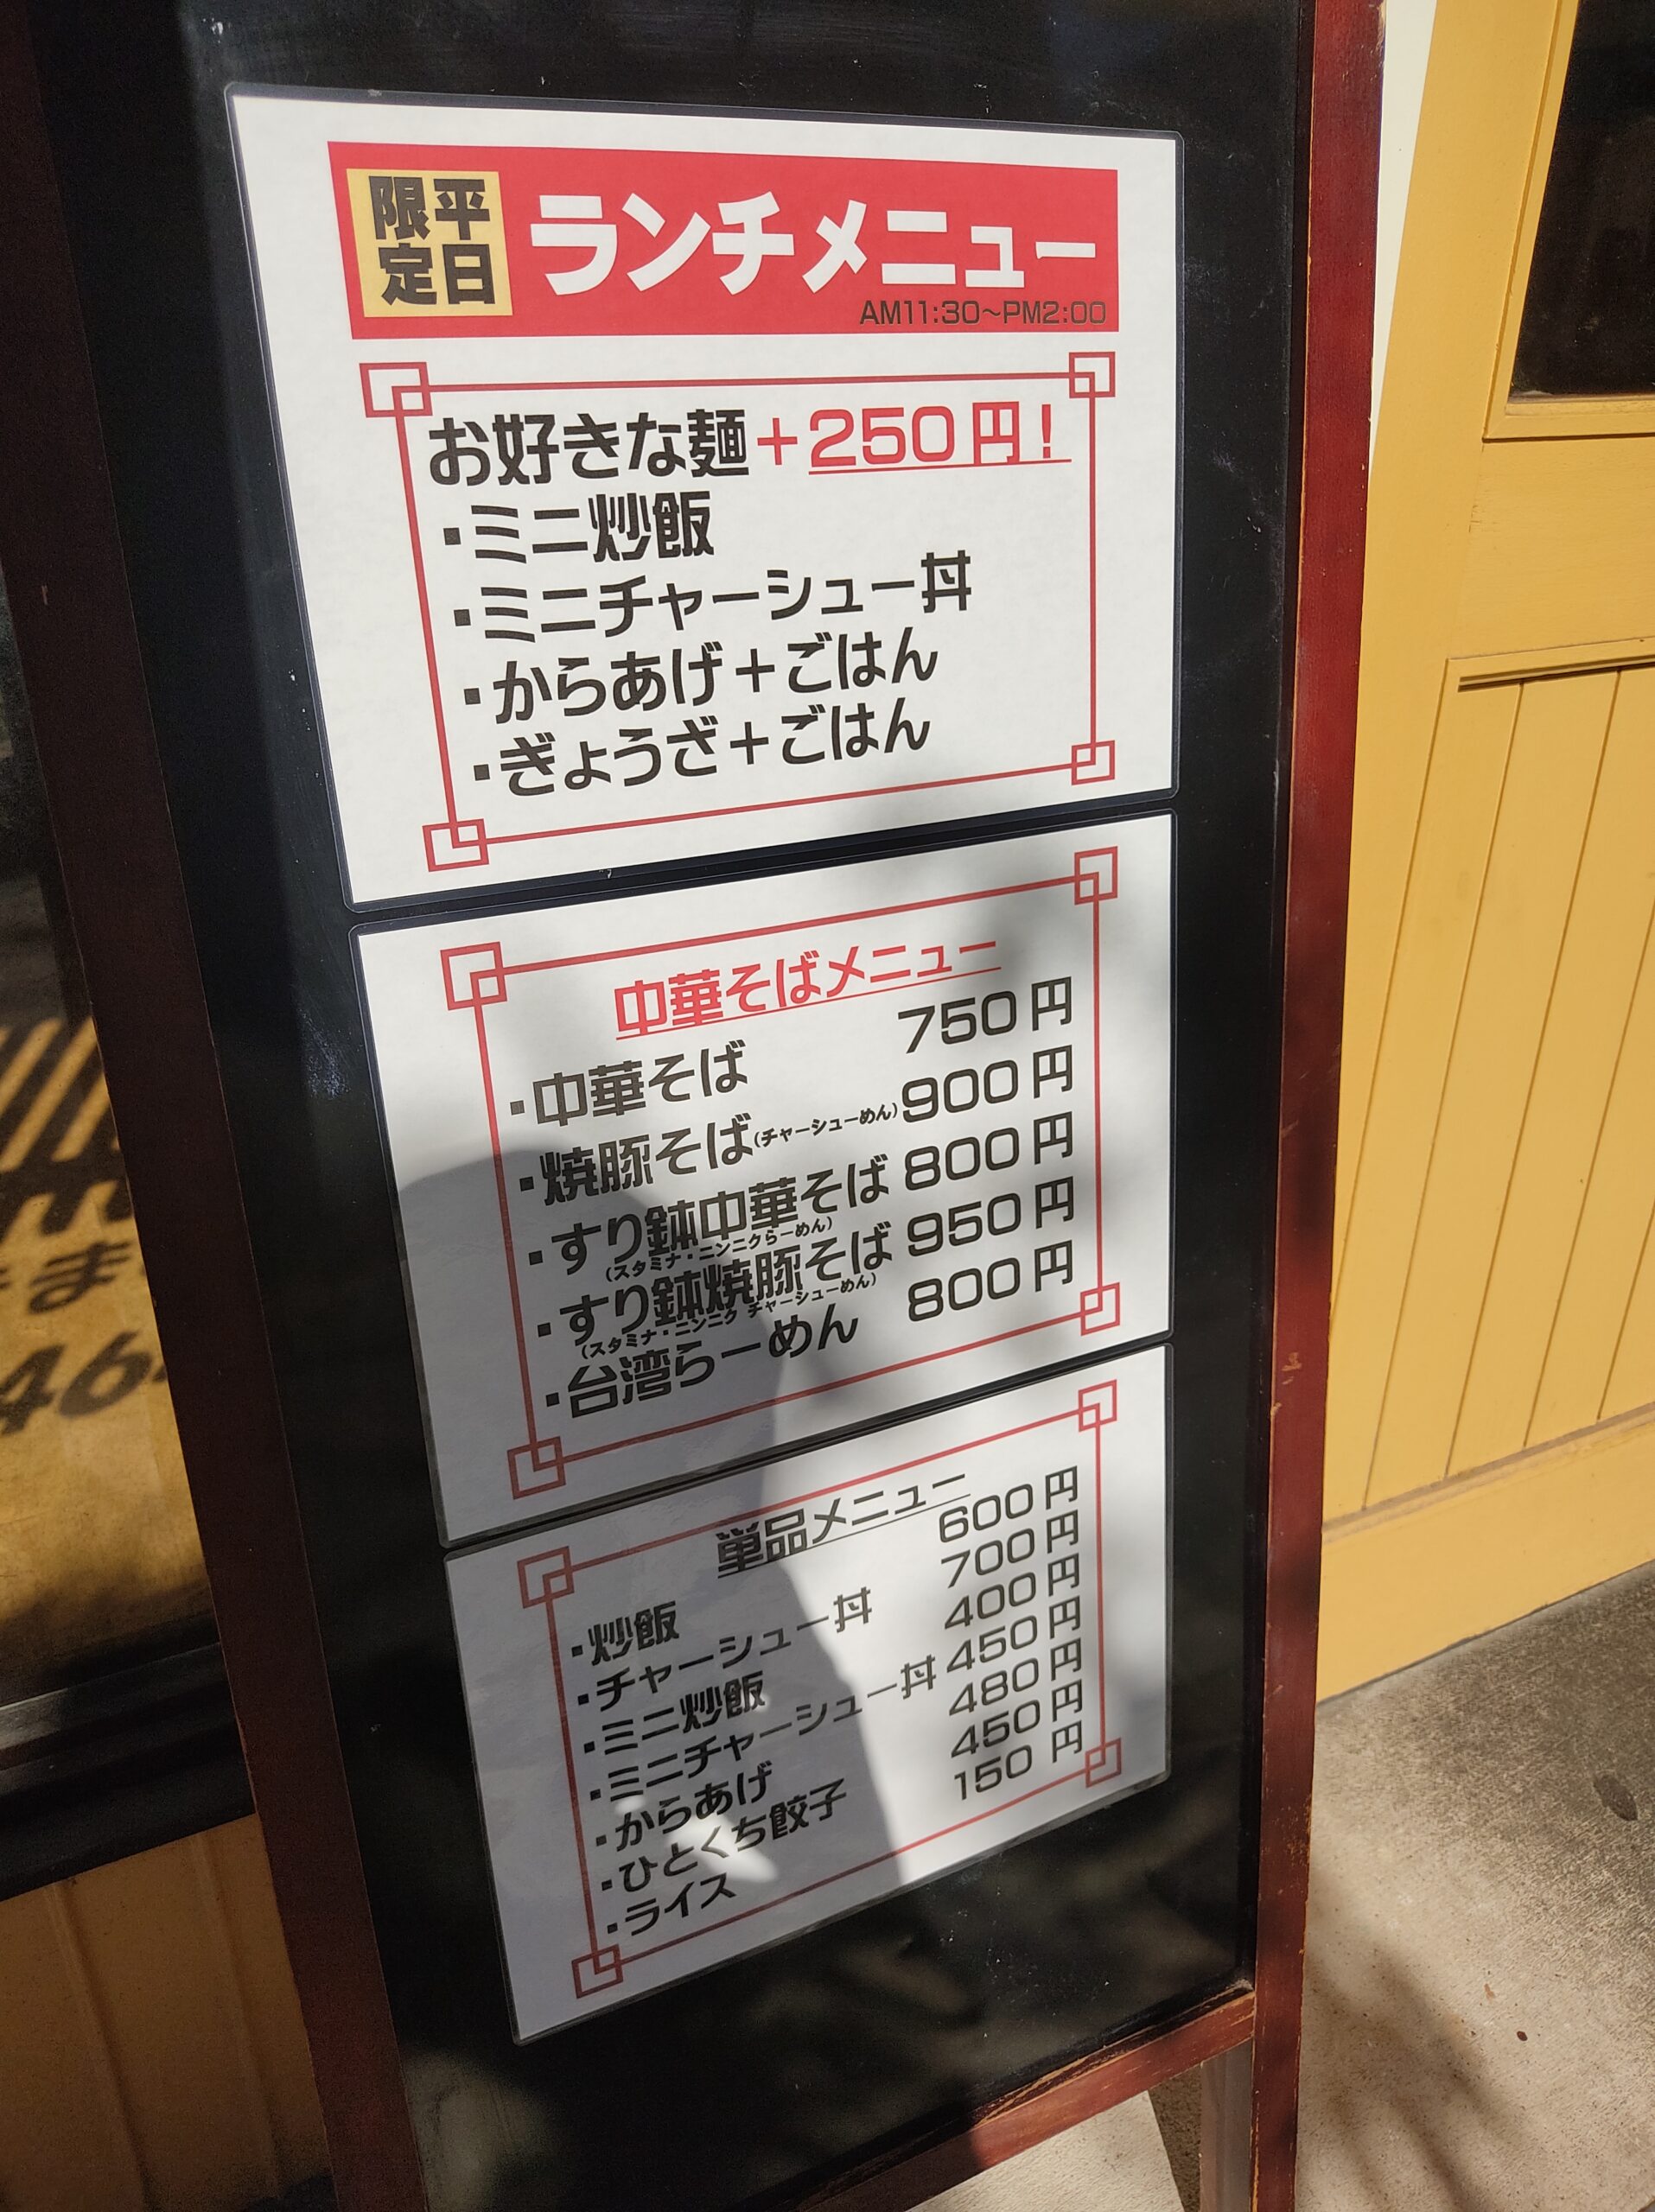 平日限定
ランチメニュー
AM11:30～PM2:00
お好きな麺＋250円！
・ミニ炒飯
・ミニチャーシュー丼
・からあげ＋ごはん
・ぎょうざ＋ごはん
中華そばメニュー
・中華そば 750円
・焼豚そば(チャーシューめん) 900円
・すり鉢中華そば 800円
(スタミナ・ニンニクらーめん)
・すり鉢焼豚そば 950円
(スタミナ・ニンニク チャーシューめん)
・台湾らーめん 800円
単品メニュー
・炒飯 600円
・チャーシュー丼 700円
・ミニ炒飯 400円
・ミニチャーシュー丼 450円
・からあげ 480円
・ひとくち餃子 450円
・ライス 150円